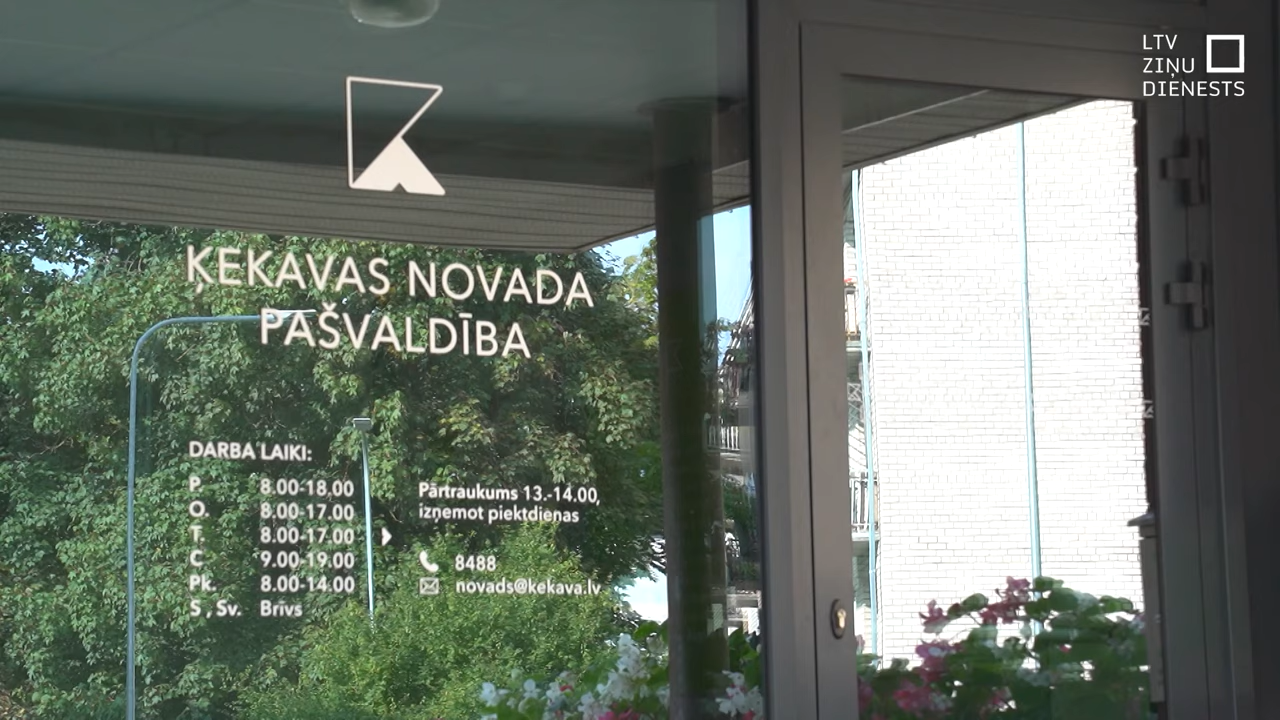 LTV
ZIŅU
DIENESTS
ĶEKAVAS NOVADA
PAŠVALDĪBA
DARBA LAIKI:
P. 8.00-18.00
O. 8.00-17.00
T. 8.00-17.00
C 9.00-19.00
Pk. 8.00-14.00
S , Sv. Brīvs
Pārtraukums 13.-14.00,
izņemot piektdienas
8488
novads@kekava.lv